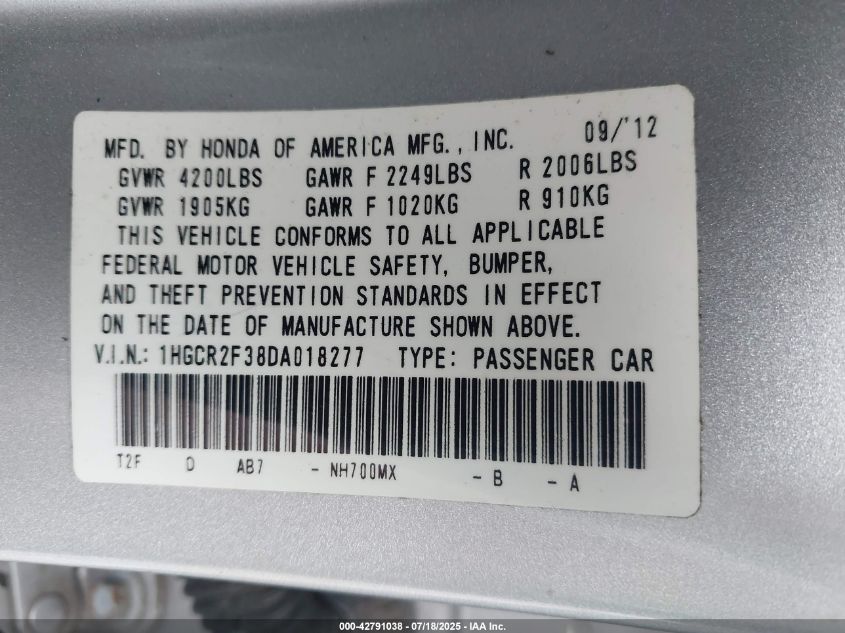 MFD. BY HONDA OF AMERICA MFG., INC. 09/'12
GVWR 4200LBS GAWR F 2249LBS R 2006LBS
GVWR 1905KG GAWR F 1020KG R 910KG
THIS VEHICLE CONFORMS TO ALL APPLICABLE
FEDERAL MOTOR VEHICLE SAFETY, BUMPER,
AND THEFT PREVENTION STANDARDS IN EFFECT
ON THE DATE OF MANUFACTURE SHOWN ABOVE.
V.I.N.: 1HGCR2F38DA018277 TYPE: PASSENGER CAR
T2F D AB7 - NH700MX - B - A
000-42791038 - 07/18/2025 - IAA Inc.